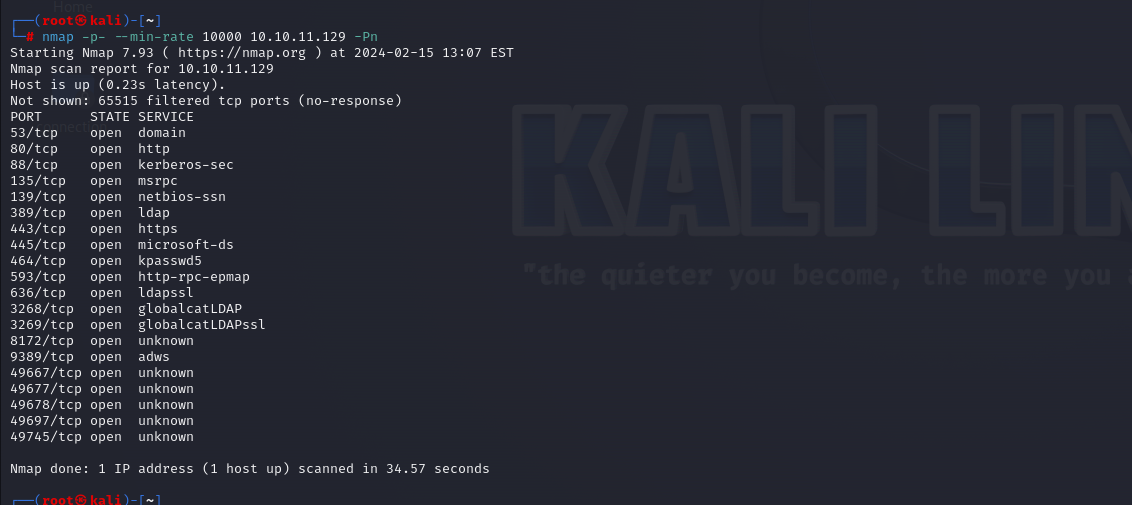 Home
┌──(root㉿kali)-[~]
└─# nmap -p- --min-rate 10000 10.10.11.129 -Pn
Starting Nmap 7.93 ( https://nmap.org ) at 2024-02-15 13:07 EST
Nmap scan report for 10.10.11.129
Host is up (0.23s latency).
Not shown: 65515 filtered tcp ports (no-response)
PORT      STATE SERVICE
53/tcp    open  domain
80/tcp    open  http
88/tcp    open  kerberos-sec
135/tcp   open  msrpc
139/tcp   open  netbios-ssn
389/tcp   open  ldap
443/tcp   open  https
445/tcp   open  microsoft-ds
464/tcp   open  kpasswd5
593/tcp   open  http-rpc-epmap
636/tcp   open  ldapssl
3268/tcp  open  globalcatLDAP
3269/tcp  open  globalcatLDAPssl
8172/tcp  open  unknown
9389/tcp  open  adws
49667/tcp open  unknown
49677/tcp open  unknown
49678/tcp open  unknown
49697/tcp open  unknown
49745/tcp open  unknown
Nmap done: 1 IP address (1 host up) scanned in 34.57 seconds
┌──(root㉿kali)-[~]
KALI LIN
"the quieter you become, the more you a